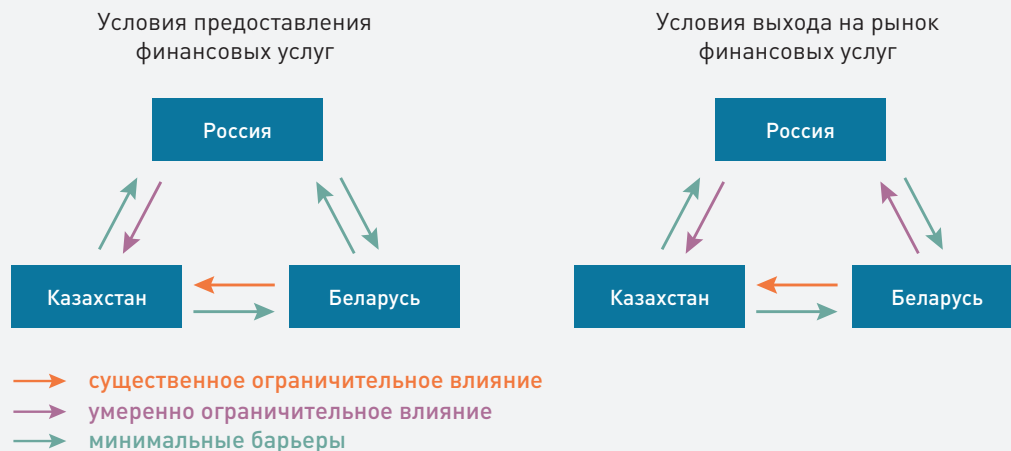 Условия предоставления
финансовых услуг
Россия
Казахстан
Беларусь
Условия выхода на рынок
финансовых услуг
Россия
Казахстан
Беларусь
существенное ограничительное влияние
умеренно ограничительное влияние
минимальные барьеры